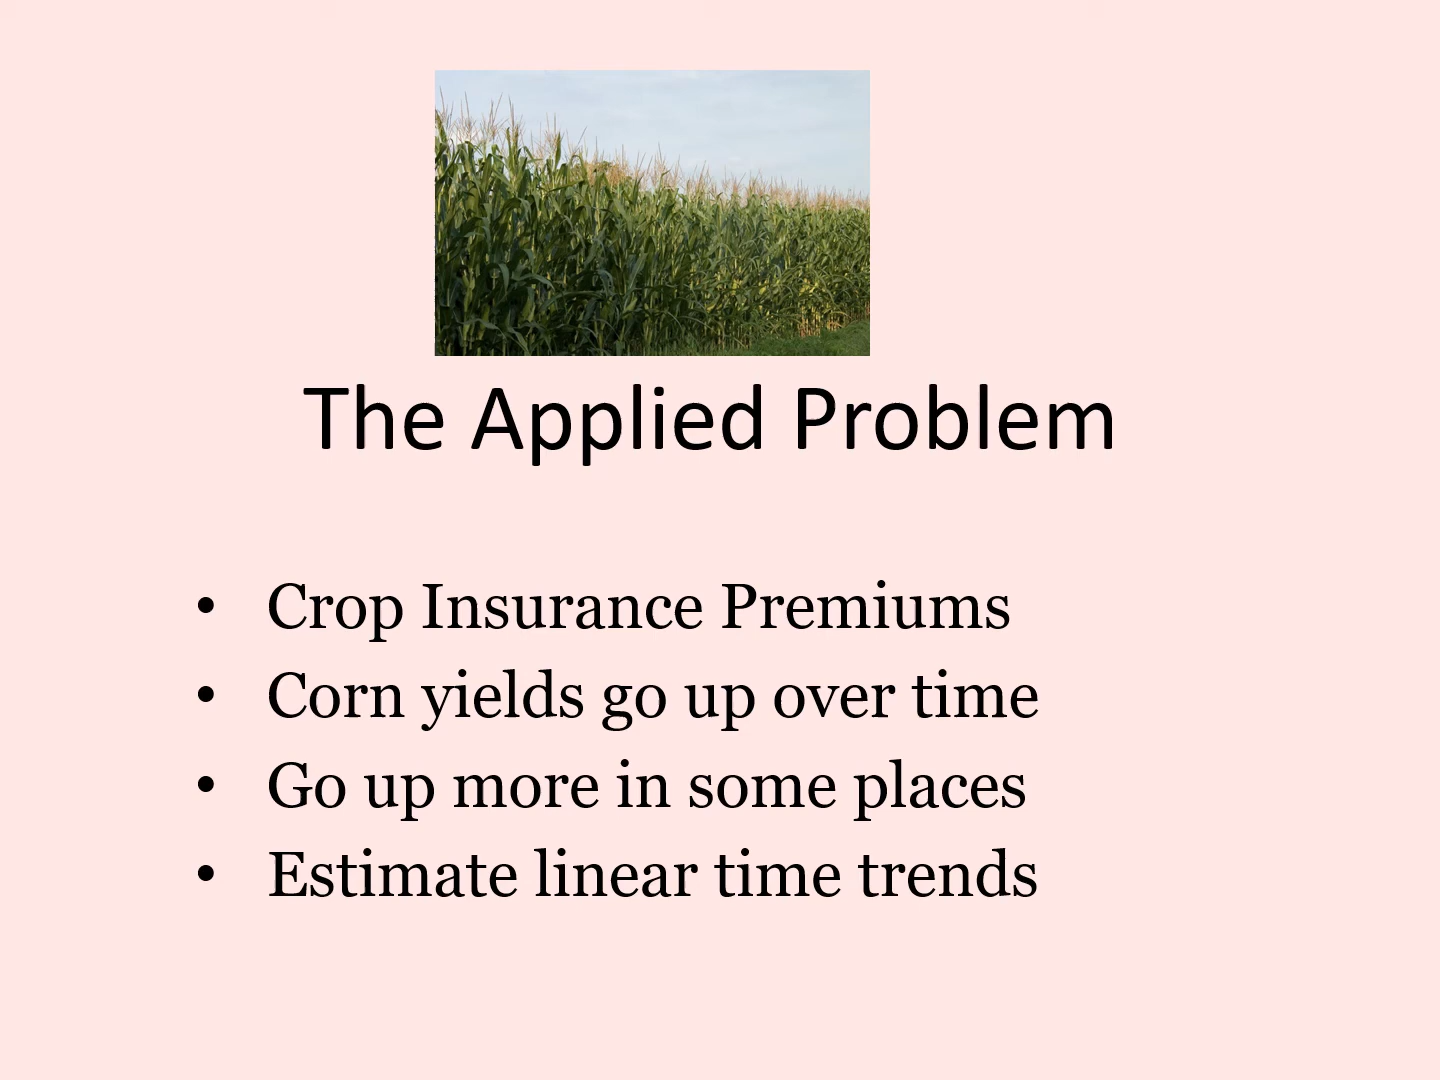 The Applied Problem
• Crop Insurance Premiums
• Corn yields go up over time
• Go up more in some places
• Estimate linear time trends